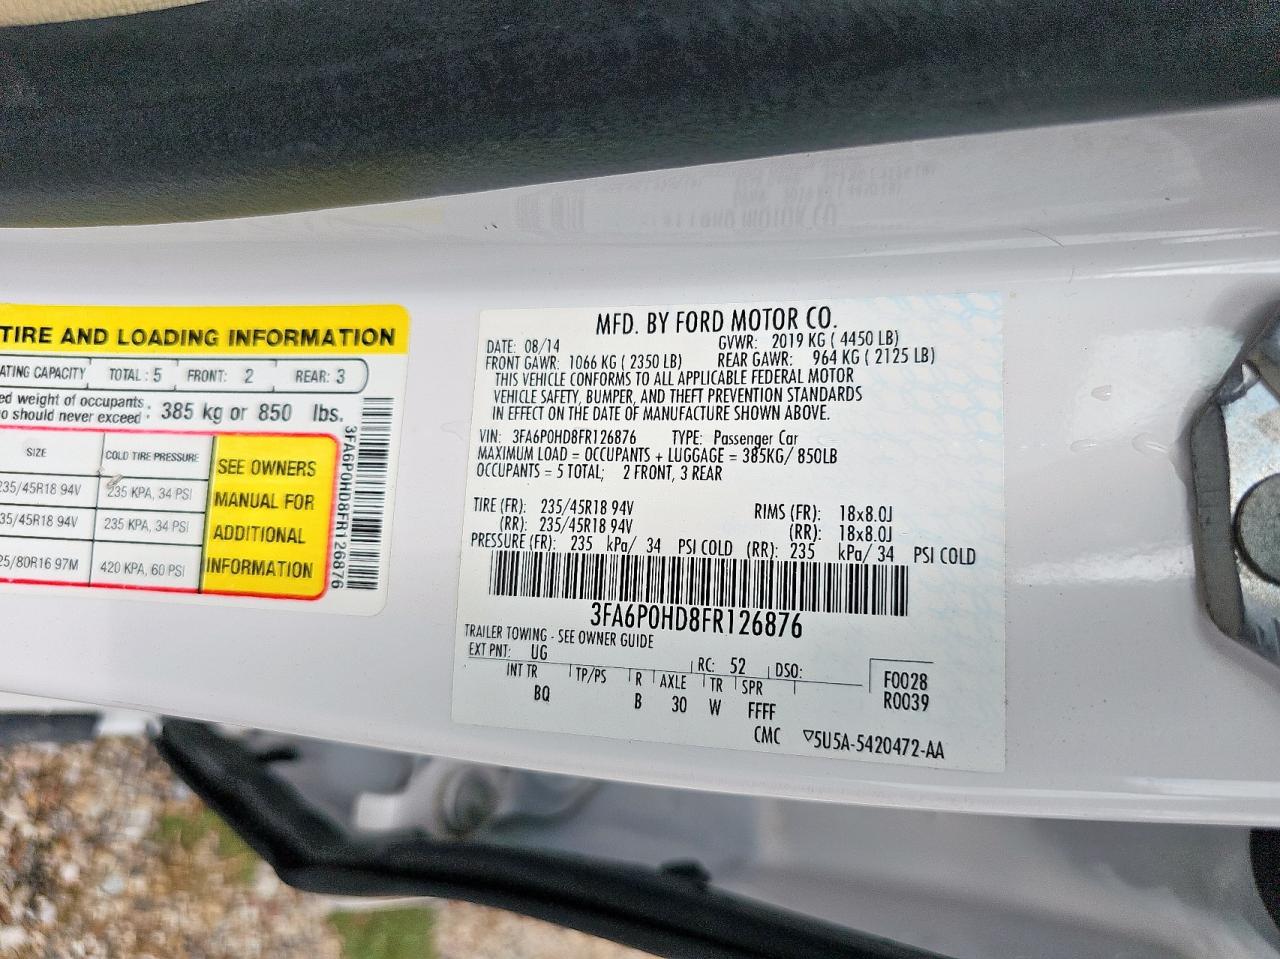 TIRE AND LOADING INFORMATION
CAPACITY TOTAL: 5 FRONT: 2 REAR: 3
weight of occupants
should never exceed : 385 kg or 850 lbs.
SIZE COLD TIRE PRESSURE
235/45R18 94V 235 KPA, 34 PSI
35/45R18 94V 235 KPA, 34 PSI
25/80R16 97M 420 KPA, 60 PSI
SEE OWNERS
MANUAL FOR
ADDITIONAL
INFORMATION
3FA6P0HD8FR126876
MFD. BY FORD MOTOR CO.
DATE: 08/14 GVWR: 2019 KG ( 4450 LB)
FRONT GAWR: 1066 KG ( 2350 LB) REAR GAWR: 964 KG ( 2125 LB)
THIS VEHICLE CONFORMS TO ALL APPLICABLE FEDERAL MOTOR
VEHICLE SAFETY, BUMPER, AND THEFT PREVENTION STANDARDS
IN EFFECT ON THE DATE OF MANUFACTURE SHOWN ABOVE.
VIN: 3FA6P0HD8FR126876 TYPE: Passenger Car
MAXIMUM LOAD = OCCUPANTS + LUGGAGE = 385KG/ 850LB
OCCUPANTS = 5 TOTAL; 2 FRONT, 3 REAR
TIRE (FR): 235/45R18 94V RIMS (FR): 18x8.0J
(RR): 235/45R18 94V (RR): 18x8.0J
PRESSURE (FR): 235 kPa/ 34 PSI COLD (RR): 235 kPa/ 34 PSI COLD
3FA6P0HD8FR126876
TRAILER TOWING - SEE OWNER GUIDE
EXT PNT: UG RC: 52 DSO:
INT TR TP/PS R AXLE TR SPR F0028
BQ B 30 W FFFF R0039
CMC ▽5U5A-5420472-AA